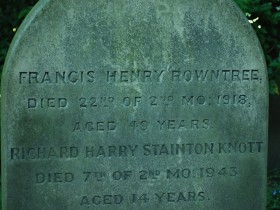 FRANCIS HENRY ROWNTREE,
DIED 22ND OF 2ND MO. 1918,
AGED 49 YEARS.
RICHARD HARRY STAINTON KNOTT
DIED 7TH OF 2ND MO. 1943
AGED 14 YEARS.